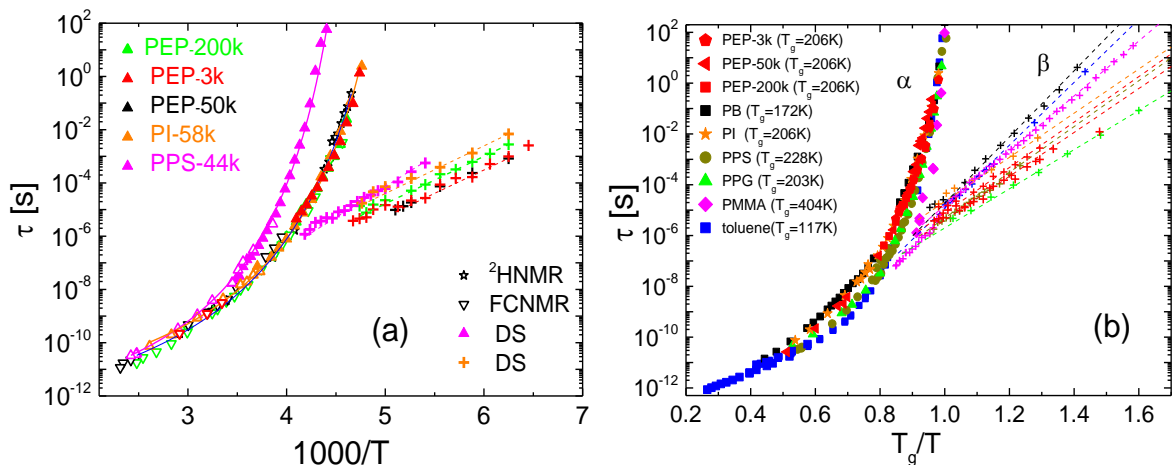 10²
10⁰
10⁻²
10⁻⁴
10⁻⁶
10⁻⁸
10⁻¹⁰
10⁻¹²
τ [s]
PEP-200k
PEP-3k
PEP-50k
PI-58k
PPS-44k
²HNMR
FCNMR
DS
DS
(a)
3 4 5 6 7
1000/T
10²
10⁰
10⁻²
10⁻⁴
10⁻⁶
10⁻⁸
10⁻¹⁰
10⁻¹²
τ [s]
PEP-3k (Tg=206K)
PEP-50k (Tg=206K)
PEP-200k (Tg=206K)
PB (Tg=172K)
PI (Tg=206K)
PPS (Tg=228K)
PPG (Tg=203K)
PMMA (Tg=404K)
toluene(Tg=117K)
α
β
(b)
0.2 0.4 0.6 0.8 1.0 1.2 1.4 1.6
Tg/T